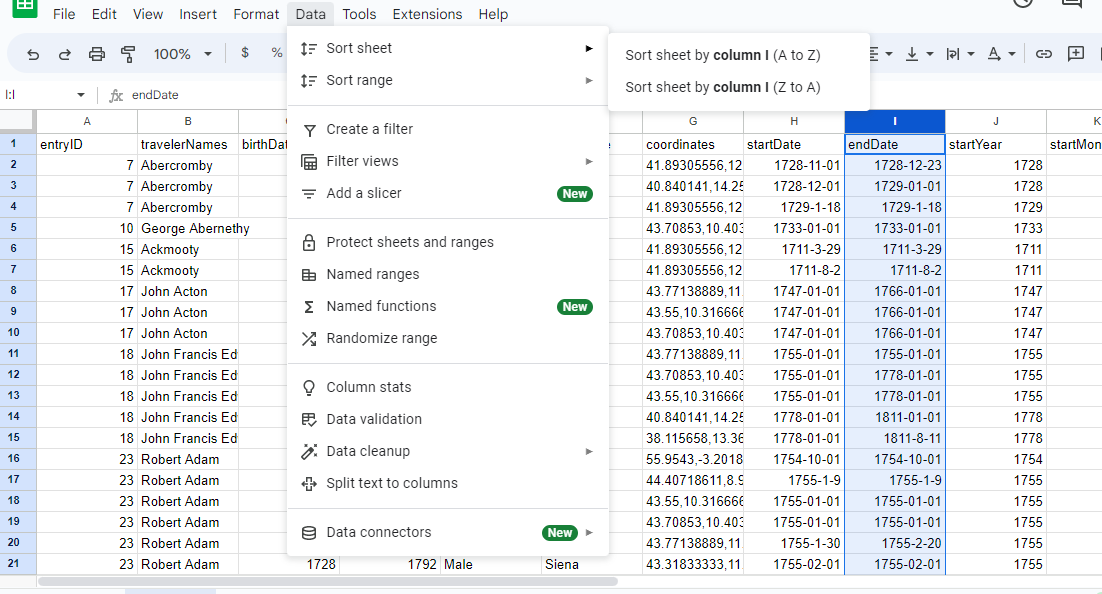 File Edit View Insert Format Data Tools Extensions Help
100% $ %
Sort sheet
Sort range
Create a filter
Filter views
Add a slicer New
Protect sheets and ranges
Named ranges
Named functions New
Randomize range
Column stats
Data validation
Data cleanup
Split text to columns
Data connectors New
Sort sheet by column I (A to Z)
Sort sheet by column I (Z to A)
I:I fx endDate
A B G H I J K
1 entryID travelerNames birthDat coordinates startDate endDate startYear startMon
2 7 Abercromby 41.89305556,12 1728-11-01 1728-12-23 1728
3 7 Abercromby 40.840141,14.25 1728-12-01 1729-01-01 1728
4 7 Abercromby 41.89305556,12 1729-1-18 1729-1-18 1729
5 10 George Abernethy 43.70853,10.403 1733-01-01 1733-01-01 1733
6 15 Ackmooty 41.89305556,12 1711-3-29 1711-3-29 1711
7 15 Ackmooty 41.89305556,12 1711-8-2 1711-8-2 1711
8 17 John Acton 43.77138889,11 1747-01-01 1766-01-01 1747
9 17 John Acton 43.55,10.316666 1747-01-01 1766-01-01 1747
10 17 John Acton 43.70853,10.403 1747-01-01 1766-01-01 1747
11 18 John Francis Ed 43.77138889,11 1755-01-01 1755-01-01 1755
12 18 John Francis Ed 43.70853,10.403 1755-01-01 1778-01-01 1755
13 18 John Francis Ed 43.55,10.316666 1755-01-01 1778-01-01 1755
14 18 John Francis Ed 40.840141,14.25 1778-01-01 1811-01-01 1778
15 18 John Francis Ed 38.115658,13.36 1778-01-01 1811-8-11 1778
16 23 Robert Adam 55.9543,-3.2018 1754-10-01 1754-10-01 1754
17 23 Robert Adam 44.40718611,8.9 1755-1-9 1755-1-9 1755
18 23 Robert Adam 43.55,10.316666 1755-01-01 1755-01-01 1755
19 23 Robert Adam 43.70853,10.403 1755-01-01 1755-01-01 1755
20 23 Robert Adam 43.77138889,11 1755-1-30 1755-2-20 1755
21 23 Robert Adam 1728 1792 Male Siena 43.31833333,11 1755-02-01 1755-02-01 1755